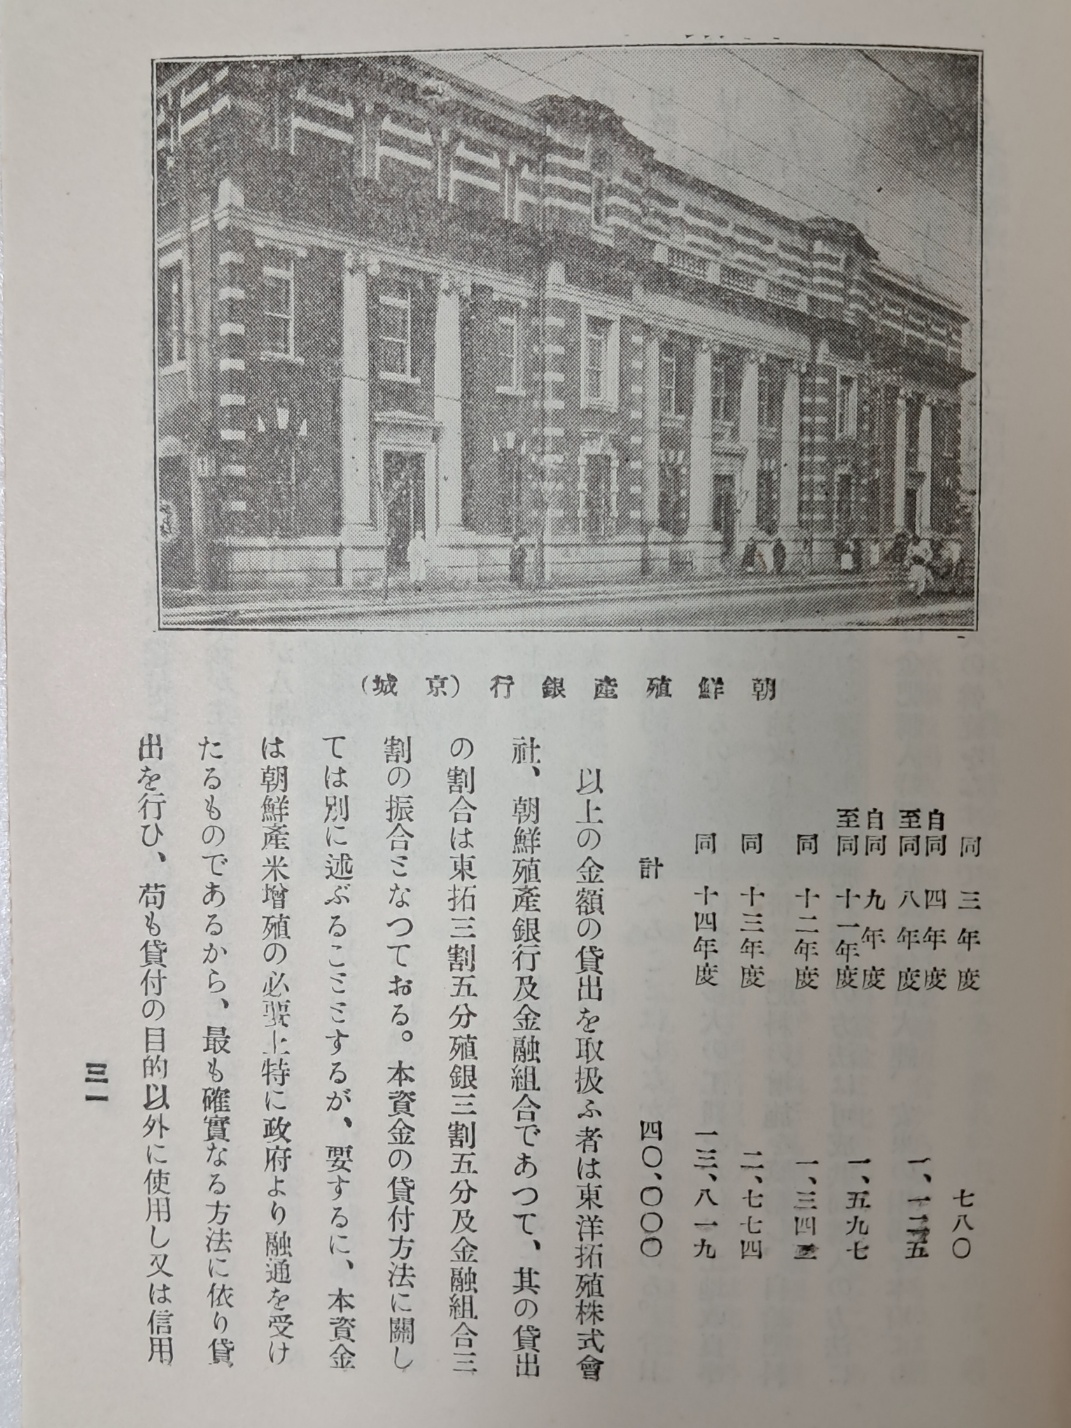 朝鮮殖產銀行(京城)
同 三年度 七八〇
自同 四年度
至同 八年度
自同 九年度
至同 十一年度 一、五九七
同 十二年度
同 十三年度 二、七七四
同 十四年度 一三、八一九
計 四〇、〇〇〇
以上の金額の貸出を取扱ふ者は東洋拓殖株式會
社、朝鮮殖產銀行及金融組合であつて、其の貸出
の割合は東拓三割五分殖銀三割五分及金融組合三
割の振合となつておる。本資金の貸付方法に關し
ては別に述ぶることとするが、要するに、本資金
は朝鮮產米增殖の必要上特に政府より融通を受け
たるものであるから、最も確實なる方法に依り貸
出を行ひ、苟も貸付の目的以外に使用し又は信用
三一